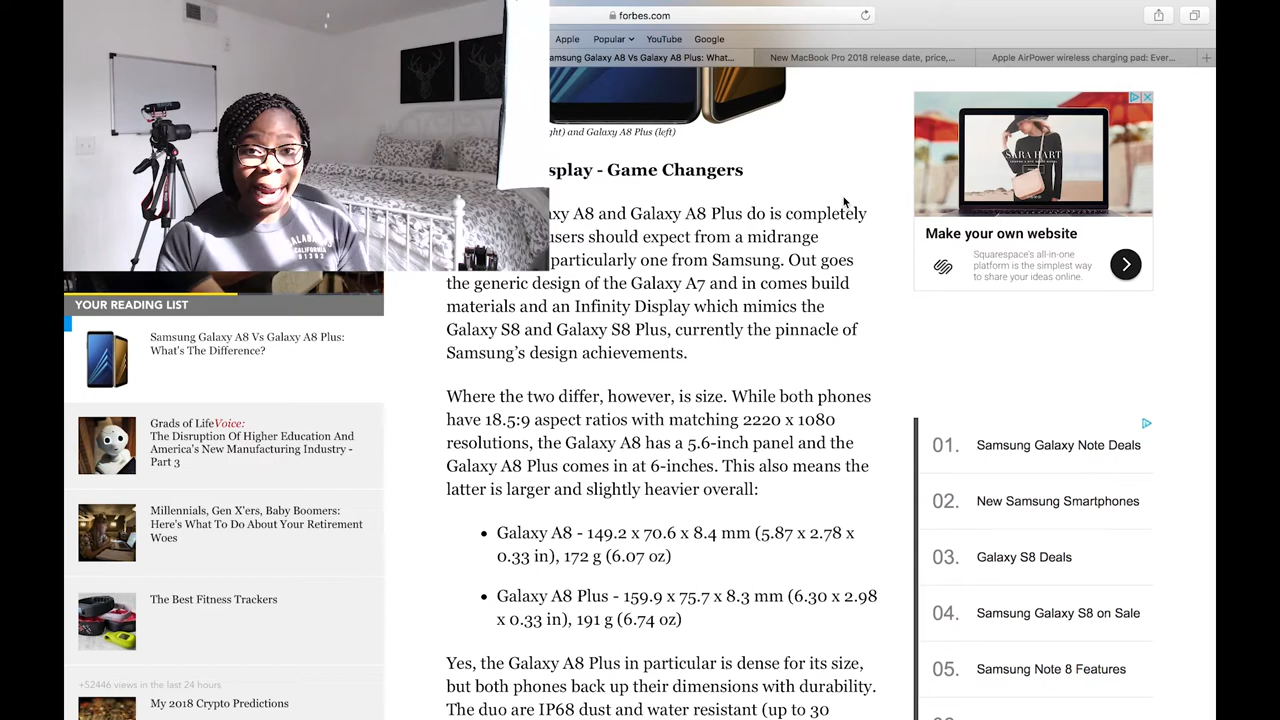 forbes.com
Apple Popular YouTube Google
amsung Galaxy A8 Vs Galaxy A8 Plus: What... New MacBook Pro 2018 release date, price,... Apple AirPower wireless charging pad: Ever...
ght) and Galaxy A8 Plus (left)
splay - Game Changers
xy A8 and Galaxy A8 Plus do is completely
users should expect from a midrange
particularly one from Samsung. Out goes
the generic design of the Galaxy A7 and in comes build
materials and an Infinity Display which mimics the
Galaxy S8 and Galaxy S8 Plus, currently the pinnacle of
Samsung's design achievements.
Where the two differ, however, is size. While both phones
have 18.5:9 aspect ratios with matching 2220 x 1080
resolutions, the Galaxy A8 has a 5.6-inch panel and the
Galaxy A8 Plus comes in at 6-inches. This also means the
latter is larger and slightly heavier overall:
• Galaxy A8 - 149.2 x 70.6 x 8.4 mm (5.87 x 2.78 x
0.33 in), 172 g (6.07 oz)
• Galaxy A8 Plus - 159.9 x 75.7 x 8.3 mm (6.30 x 2.98
x 0.33 in), 191 g (6.74 oz)
Yes, the Galaxy A8 Plus in particular is dense for its size,
but both phones back up their dimensions with durability.
The duo are IP68 dust and water resistant (up to 30
CALIFORNIA
YOUR READING LIST
Samsung Galaxy A8 Vs Galaxy A8 Plus:
What's The Difference?
Grads of LifeVoice:
The Disruption Of Higher Education And
America's New Manufacturing Industry -
Part 3
Millennials, Gen X'ers, Baby Boomers:
Here's What To Do About Your Retirement
Woes
The Best Fitness Trackers
+52446 views in the last 24 hours
My 2018 Crypto Predictions
SARA HART
Make your own website
Squarespace's all-in-one
platform is the simplest way
to share your ideas online.
01. Samsung Galaxy Note Deals
02. New Samsung Smartphones
03. Galaxy S8 Deals
04. Samsung Galaxy S8 on Sale
05. Samsung Note 8 Features